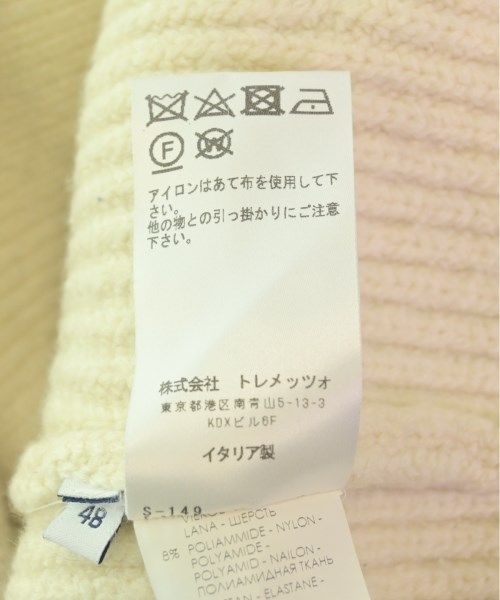 F
W
アイロンはあて布を使用して下
さい。
他の物との引っ掛かりにご注意
下さい。
株式会社 トレメッツォ
東京都港区南青山5-13-3
KDXビル6F
イタリア製
48
S-149
LANA - ШЕРСТЬ
8% POLIAMMIDE - NYLON -
POLYAMIDE -
POLYAMID - NAILON -
ПОЛИАМИДНАЯ ТКАНЬ
ELASTANE -